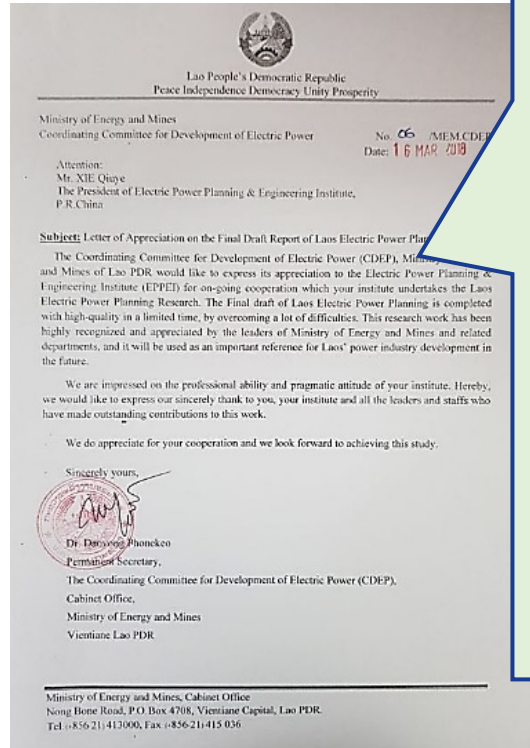 Lao People's Democratic Republic
Peace Independence Democracy Unity Prosperity
Ministry of Energy and Mines
Coordinating Committee for Development of Electric Power
No. 06 /MEM.CDEP
Date: 16 MAR 2018
Attention:
Mr. XIE Qiuye
The President of Electric Power Planning & Engineering Institute,
P.R.China
Subject: Letter of Appreciation on the Final Draft Report of Laos Electric Power
The Coordinating Committee for Development of Electric Power (CDEP),
and Mines of Lao PDR would like to express its appreciation to the Electric Power Planning &
Engineering Institute (EPPEI) for on-going cooperation which your institute undertakes the Laos
Electric Power Planning Research. The Final draft of Laos Electric Power Planning is completed
with high-quality in a limited time, by overcoming a lot of difficulties. This research work has been
highly recognized and appreciated by the leaders of Ministry of Energy and Mines and related
departments, and it will be used as an important reference for Laos' power industry development in
the future.
We are impressed on the professional ability and pragmatic attitude of your institute. Hereby,
we would like to express our sincerely thank to you, your institute and all the leaders and staffs who
have made outstanding contributions to this work.
We do appreciate for your cooperation and we look forward to achieving this study.
Sincerely yours,
Dr. Daovong Phonekeo
Permanent Secretary,
The Coordinating Committee for Development of Electric Power (CDEP),
Cabinet Office,
Ministry of Energy and Mines
Vientiane Lao PDR
Ministry of Energy and Mines, Cabinet Office
Nong Bone Road, P.O.Box 4708, Vientiane Capital, Lao PDR.
Tel :(+856-21) 413000, Fax :(+856-21) 415 036